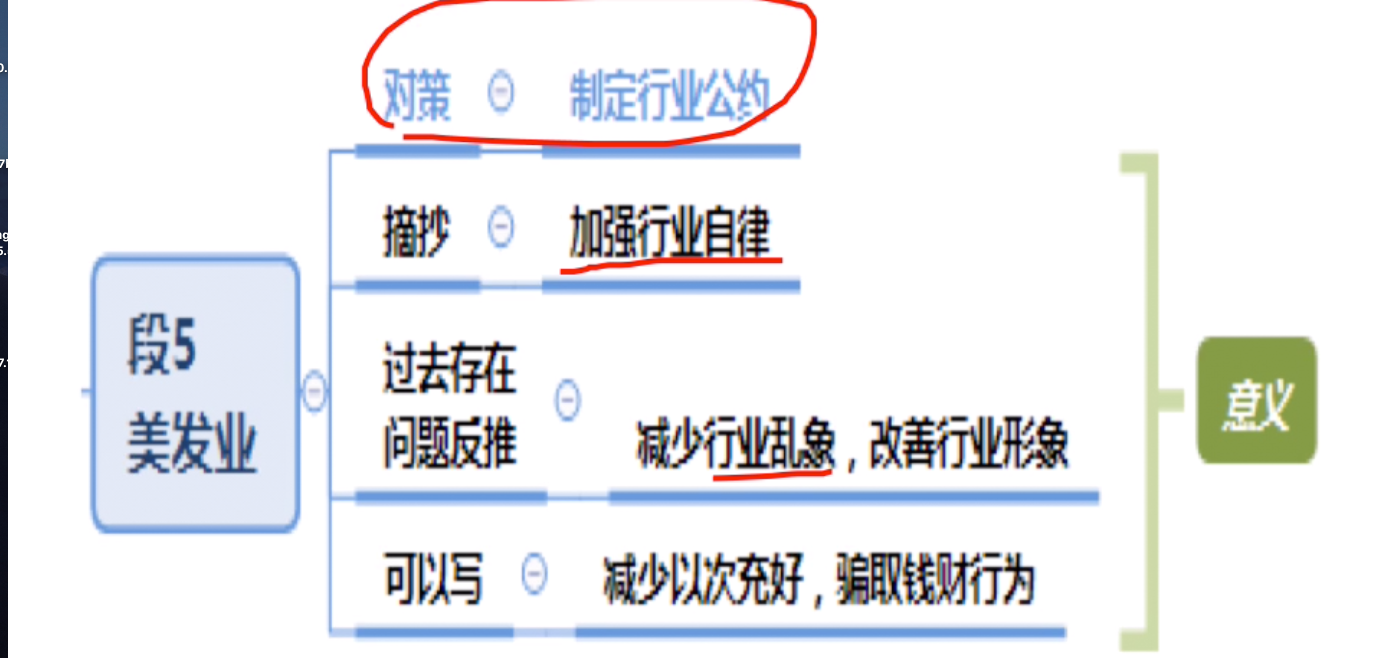 对策 制定行业公约
摘抄 加强行业自律
段5
美发业
过去存在
问题反推
减少行业乱象，改善行业形象
意义
可以写 减少以次充好，骗取钱财行为